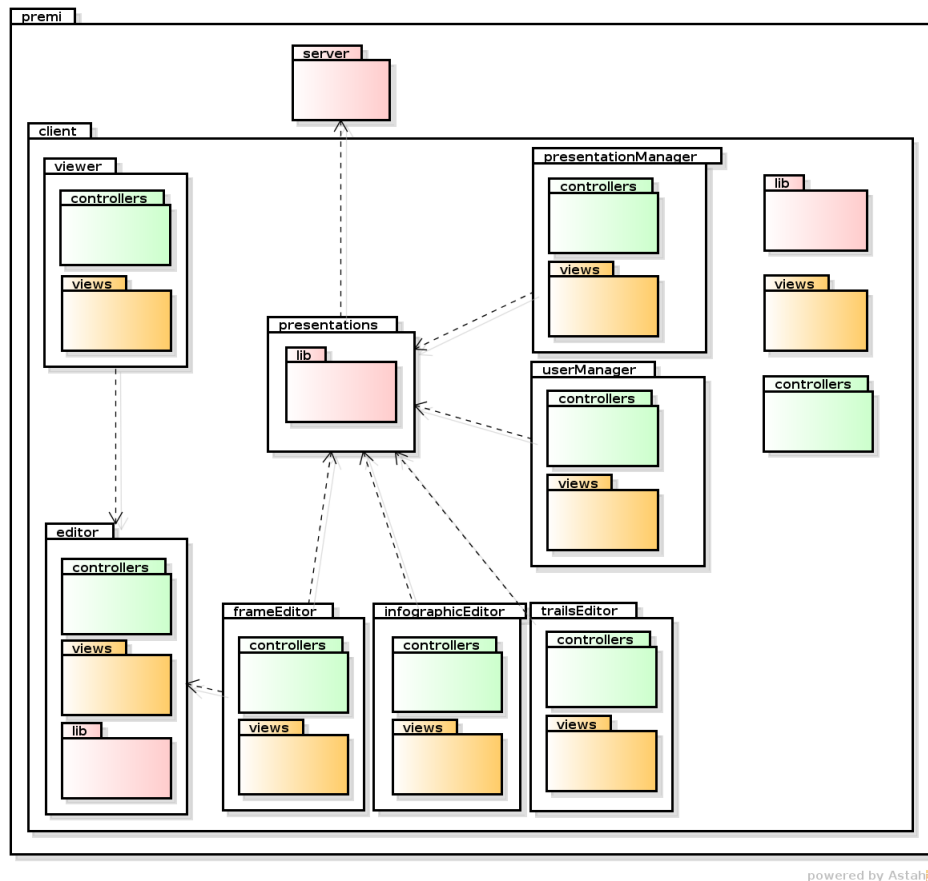 premi
server
client
viewer
controllers
views
presentationManager
controllers
views
lib
views
controllers
presentations
lib
userManager
controllers
views
editor
controllers
views
lib
frameEditor
controllers
views
infographicEditor
controllers
views
trailsEditor
controllers
views
powered by Astah